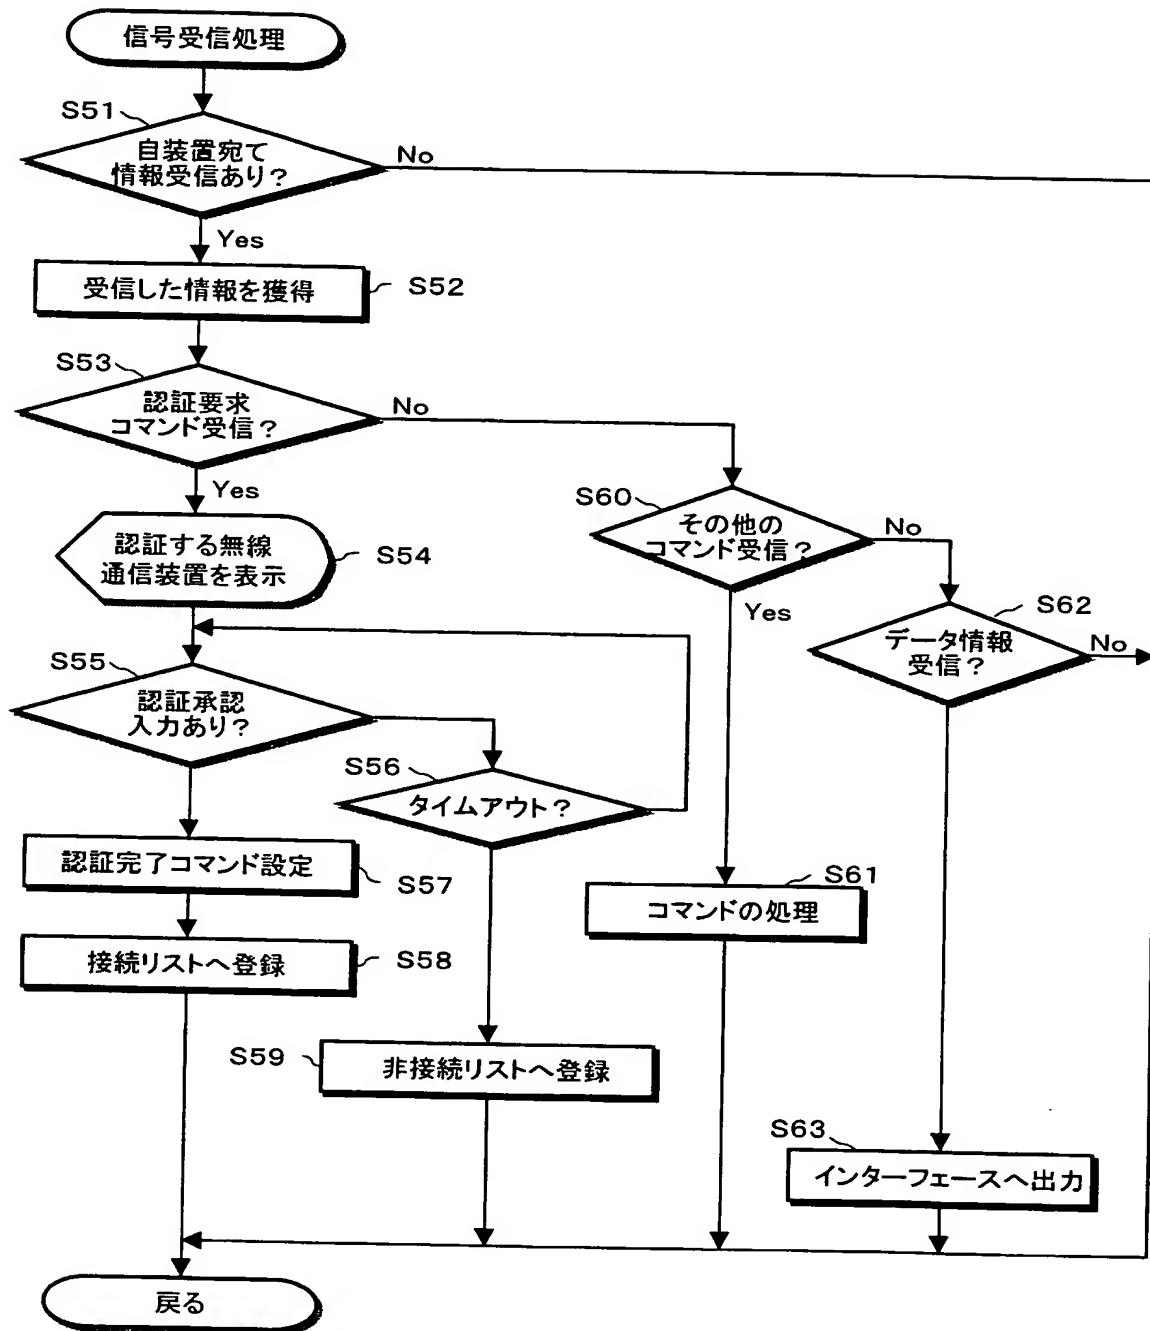 信号受信処理
S51
自装置宛て
情報受信あり?
No
Yes
受信した情報を獲得
S52
S53
認証要求
コマンド受信?
No
Yes
認証する無線
通信装置を表示
S54
S55
認証承認
入力あり?
S56
タイムアウト?
認証完了コマンド設定
S57
接続リストへ登録
S58
S59
非接続リストへ登録
S60
その他の
コマンド受信?
No
Yes
S61
コマンドの処理
S62
データ情報
受信?
No
S63
インターフェースへ出力
戻る